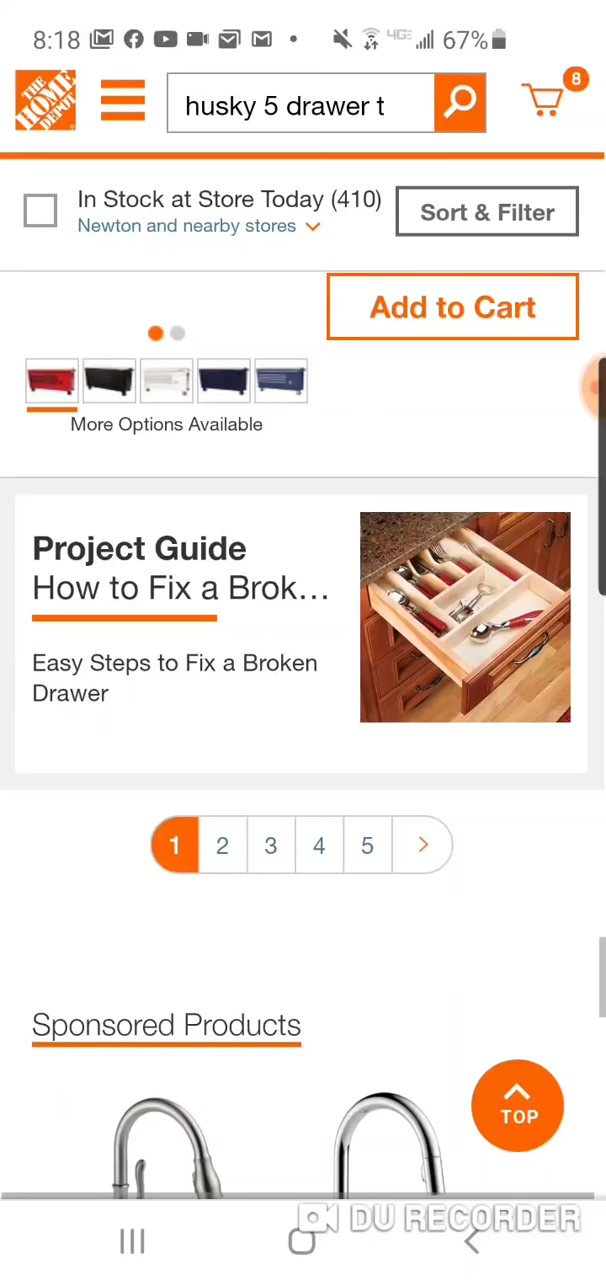 8:18
4GE
67%
THE HOME DEPOT
husky 5 drawer t
8
In Stock at Store Today (410)
Newton and nearby stores
Sort & Filter
Add to Cart
More Options Available
Project Guide
How to Fix a Brok...
Easy Steps to Fix a Broken
Drawer
1 2 3 4 5
Sponsored Products
TOP
DU RECORDER